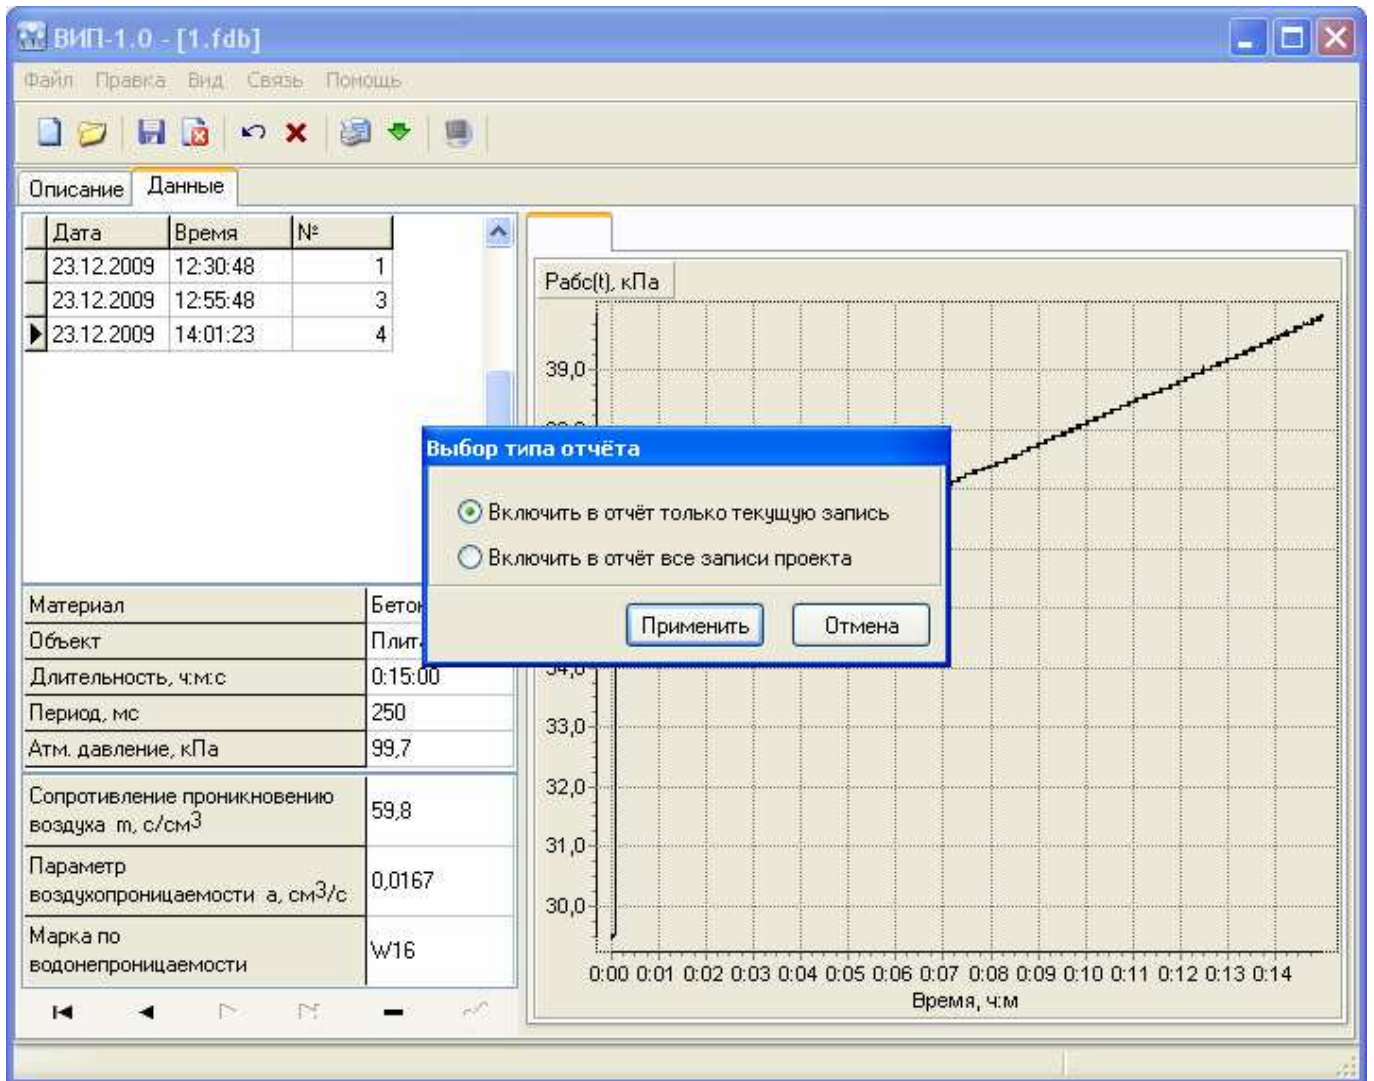 ВИП-1.0 - [1.fdb]
Файл Правка Вид Связь Помощь
Описание Данные
Дата Время №
23.12.2009 12:30:48 1
23.12.2009 12:55:48 3
23.12.2009 14:01:23 4
Pабс(t), кПа
39,0
Выбор типа отчёта
Включить в отчёт только текущую запись
Включить в отчёт все записи проекта
Применить Отмена
Материал
Объект
Длительность, ч:м:с 0:15:00
Период, мс 250
Атм. давление, кПа 99,7
Сопротивление проникновению
воздуха m, с/см3 59,8
Параметр
воздухопроницаемости a, см3/с 0,0167
Марка по
водонепроницаемости W16
34,0
33,0
32,0
31,0
30,0
0:00 0:01 0:02 0:03 0:04 0:05 0:06 0:07 0:08 0:09 0:10 0:11 0:12 0:13 0:14
Время, ч:м